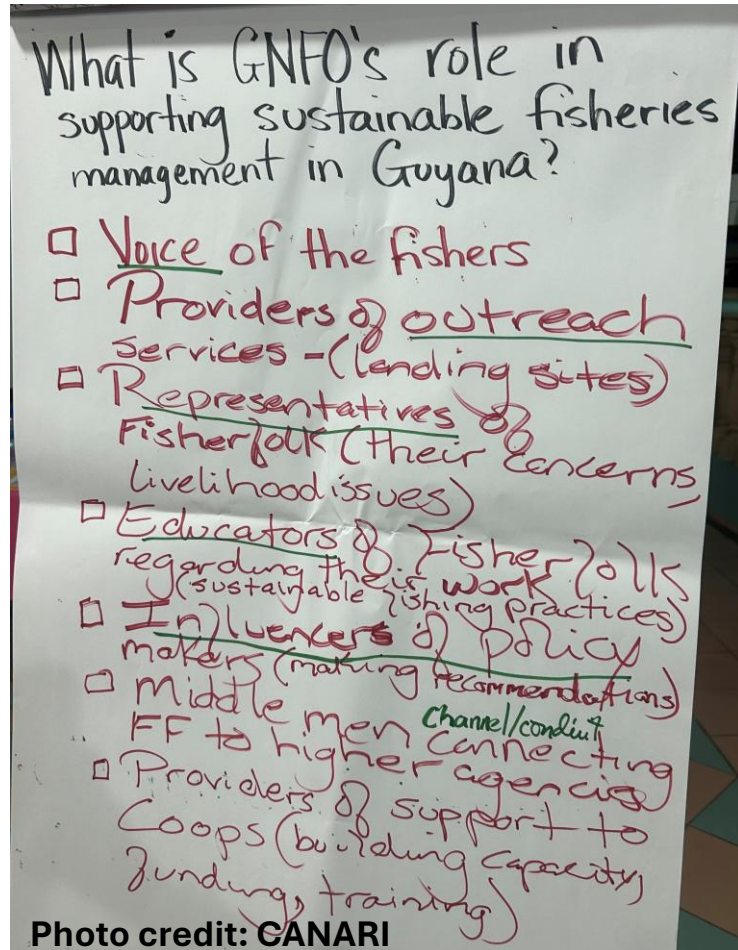 What is GNFO's role in
supporting sustainable fisheries
management in Guyana?
Voice of the fishers
Providers of outreach
services - (landing sites)
Representatives of
Fisherfolk (their concerns,
livelihood issues)
Educators of Fisherfolk
regarding their work
(sustainable fishing practices)
Influencers of policy
makers (making recommendations)
Middle men channel/conduit
connecting
FF to higher agencies
Providers of support to
Coops (building capacity,
funding, training)
Photo credit: CANARI